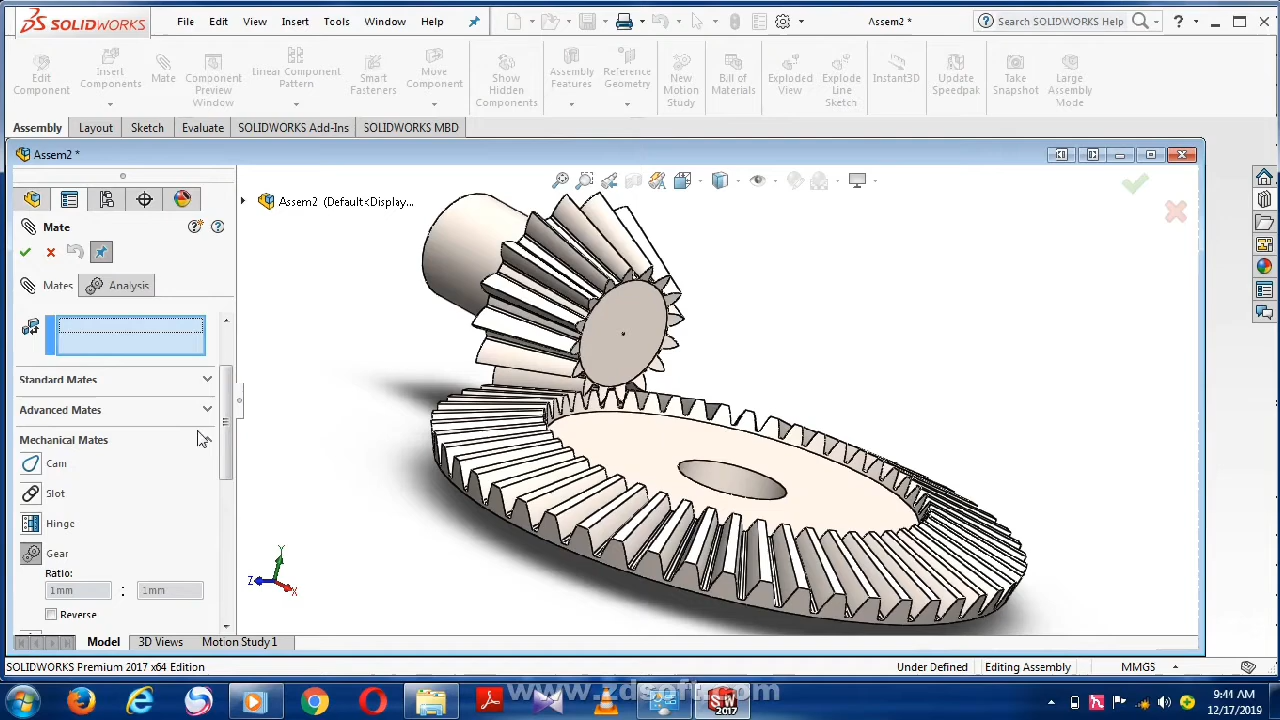 SOLIDWORKS
File Edit View Insert Tools Window Help
Assem2 *
Search SOLIDWORKS Help
Edit Component
Insert Components
Mate
Component Preview Window
Linear Component Pattern
Smart Fasteners
Move Component
Show Hidden Components
Assembly Features
Reference Geometry
New Motion Study
Bill of Materials
Exploded View
Explode Line Sketch
Instant3D
Update Speedpak
Take Snapshot
Large Assembly Mode
Assembly Layout Sketch Evaluate SOLIDWORKS Add-Ins SOLIDWORKS MBD
Assem2 *
Assem2 (Default<Display...
Mate
Mates Analysis
Standard Mates
Advanced Mates
Mechanical Mates
Cam
Slot
Hinge
Gear
Ratio:
1mm : 1mm
Reverse
Y
Z
X
Model 3D Views Motion Study 1
SOLIDWORKS Premium 2017 x64 Edition
Under Defined Editing Assembly MMGS
www.zdsoft.com
SW
2017
9:41 AM
12/17/2019